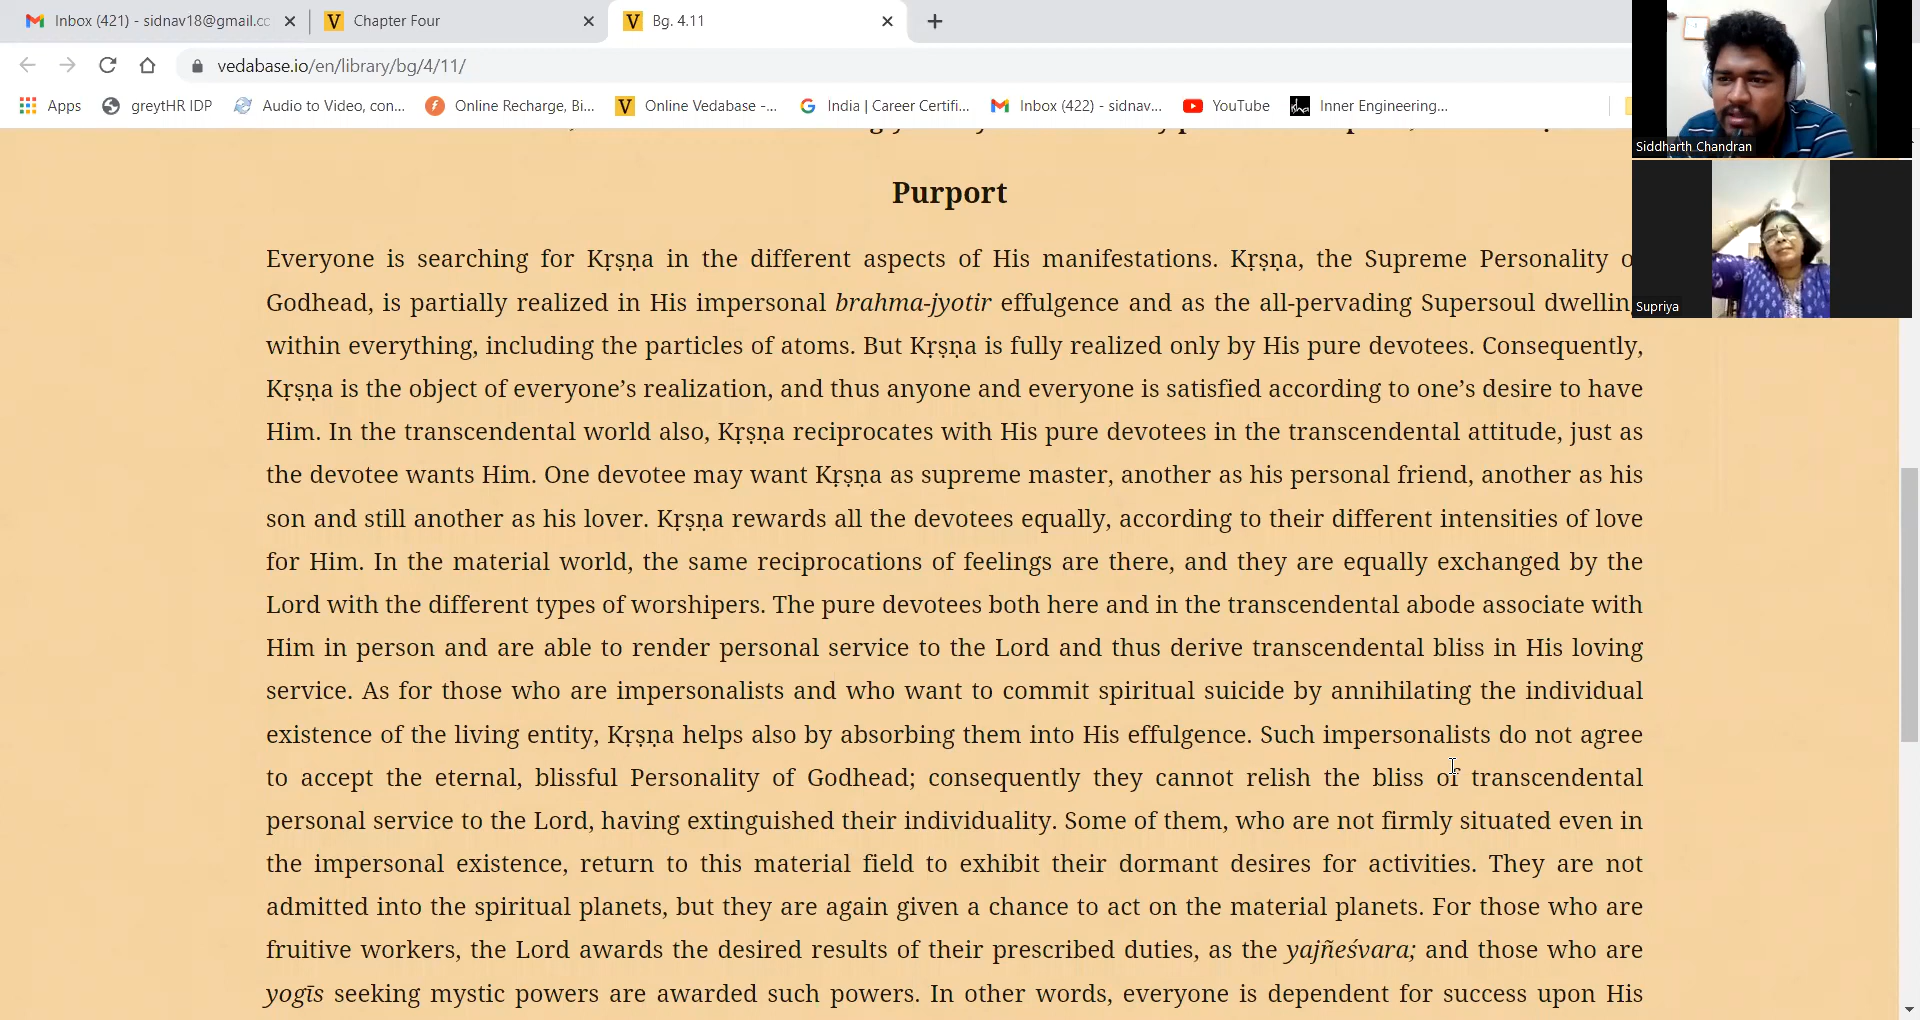 Inbox (421) - sidnav18@gmail.cc
Chapter Four
Bg. 4.11
vedabase.io/en/library/bg/4/11/
Apps
greytHR IDP
Audio to Video, con...
Online Recharge, Bi...
Online Vedabase -...
India | Career Certifi...
Inbox (422) - sidnav...
YouTube
Inner Engineering...
Siddharth Chandran
Supriya
Purport
Everyone is searching for Kṛṣṇa in the different aspects of His manifestations. Kṛṣṇa, the Supreme Personality o
Godhead, is partially realized in His impersonal brahma-jyotir effulgence and as the all-pervading Supersoul dwellin
within everything, including the particles of atoms. But Kṛṣṇa is fully realized only by His pure devotees. Consequently,
Kṛṣṇa is the object of everyone’s realization, and thus anyone and everyone is satisfied according to one’s desire to have
Him. In the transcendental world also, Kṛṣṇa reciprocates with His pure devotees in the transcendental attitude, just as
the devotee wants Him. One devotee may want Kṛṣṇa as supreme master, another as his personal friend, another as his
son and still another as his lover. Kṛṣṇa rewards all the devotees equally, according to their different intensities of love
for Him. In the material world, the same reciprocations of feelings are there, and they are equally exchanged by the
Lord with the different types of worshipers. The pure devotees both here and in the transcendental abode associate with
Him in person and are able to render personal service to the Lord and thus derive transcendental bliss in His loving
service. As for those who are impersonalists and who want to commit spiritual suicide by annihilating the individual
existence of the living entity, Kṛṣṇa helps also by absorbing them into His effulgence. Such impersonalists do not agree
to accept the eternal, blissful Personality of Godhead; consequently they cannot relish the bliss of transcendental
personal service to the Lord, having extinguished their individuality. Some of them, who are not firmly situated even in
the impersonal existence, return to this material field to exhibit their dormant desires for activities. They are not
admitted into the spiritual planets, but they are again given a chance to act on the material planets. For those who are
fruitive workers, the Lord awards the desired results of their prescribed duties, as the yajñeśvara; and those who are
yogīs seeking mystic powers are awarded such powers. In other words, everyone is dependent for success upon His